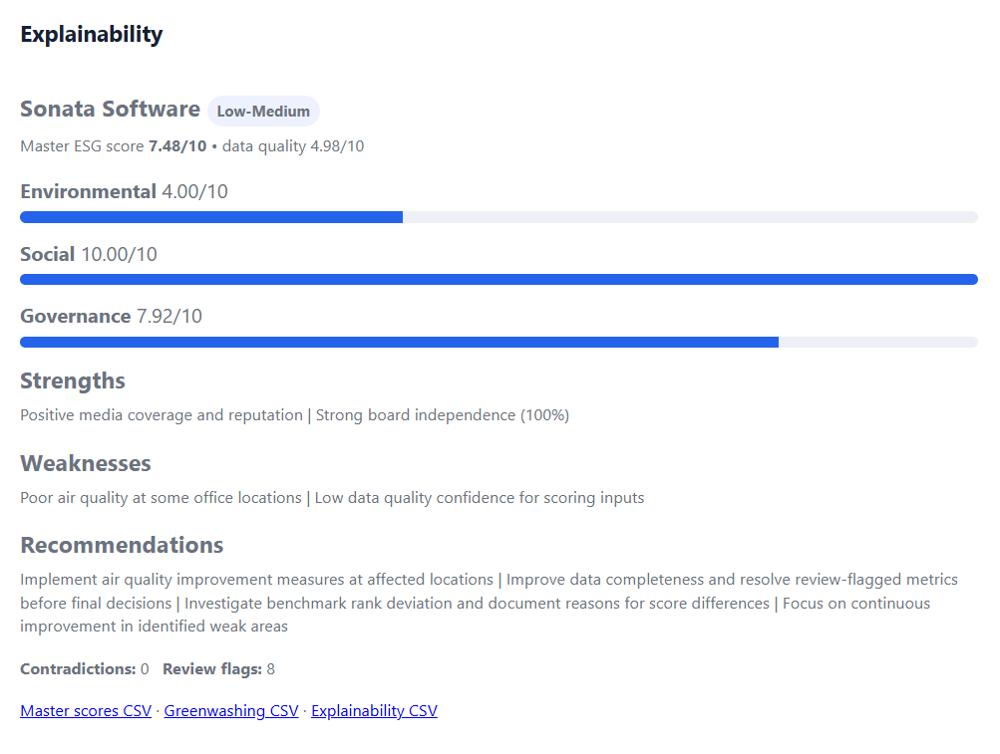 Explainability
Sonata Software Low-Medium
Master ESG score 7.48/10 • data quality 4.98/10
Environmental 4.00/10
Social 10.00/10
Governance 7.92/10
Strengths
Positive media coverage and reputation | Strong board independence (100%)
Weaknesses
Poor air quality at some office locations | Low data quality confidence for scoring inputs
Recommendations
Implement air quality improvement measures at affected locations | Improve data completeness and resolve review-flagged metrics
before final decisions | Investigate benchmark rank deviation and document reasons for score differences | Focus on continuous
improvement in identified weak areas
Contradictions: 0 Review flags: 8
Master scores CSV · Greenwashing CSV · Explainability CSV